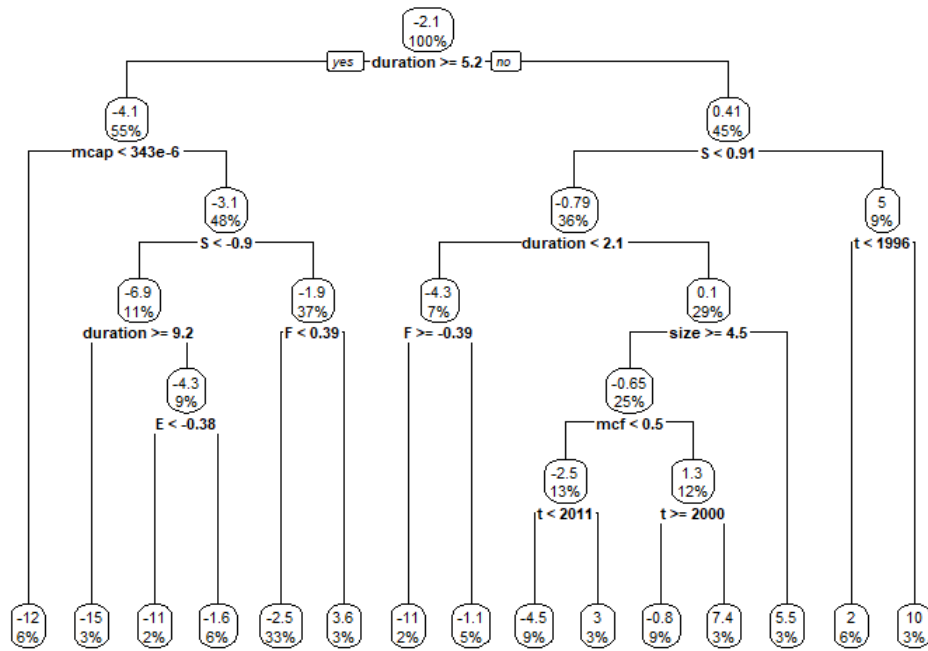 -2.1
100%
yes duration >= 5.2 no
-4.1 0.41
55% 45%
mcap < 343e-6 S < 0.91
-3.1 -0.79 5
48% 36% 9%
S < -0.9 duration < 2.1 t < 1996
-6.9 -1.9 -4.3 0.1
11% 37% 7% 29%
duration >= 9.2 F < 0.39 F >= -0.39 size >= 4.5
-4.3 -0.65
9% 25%
E < -0.38 mcf < 0.5
-2.5 1.3
13% 12%
t < 2011 t >= 2000
-12 -15 -11 -1.6 -2.5 3.6 -11 -1.1 -4.5 3 -0.8 7.4 5.5 2 10
6% 3% 2% 6% 33% 3% 2% 5% 9% 3% 9% 3% 3% 6% 3%